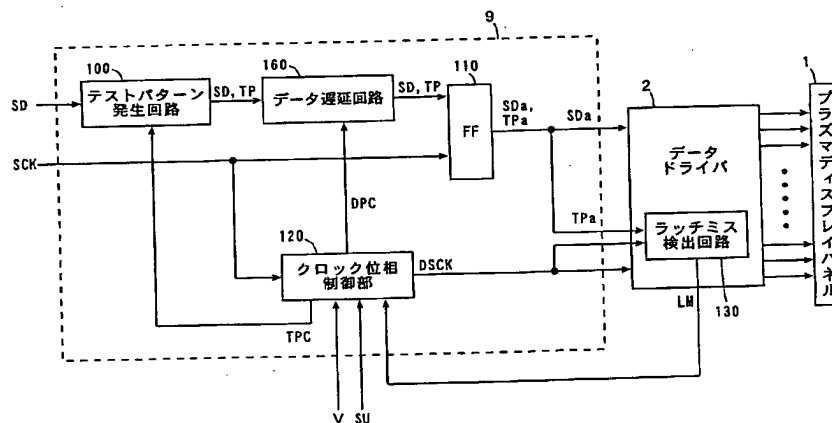 9
100
160
110
1
SD
テストパターン
発生回路
SD, TP
データ遅延回路
SD, TP
FF
SDa,
TPa
SDa
2
データ
ドライバ
プラズマディスプレイパネル
SCK
DPC
TPa
ラッチミス
検出回路
120
クロック位相
制御部
DSCK
LM
130
TPC
V
SU